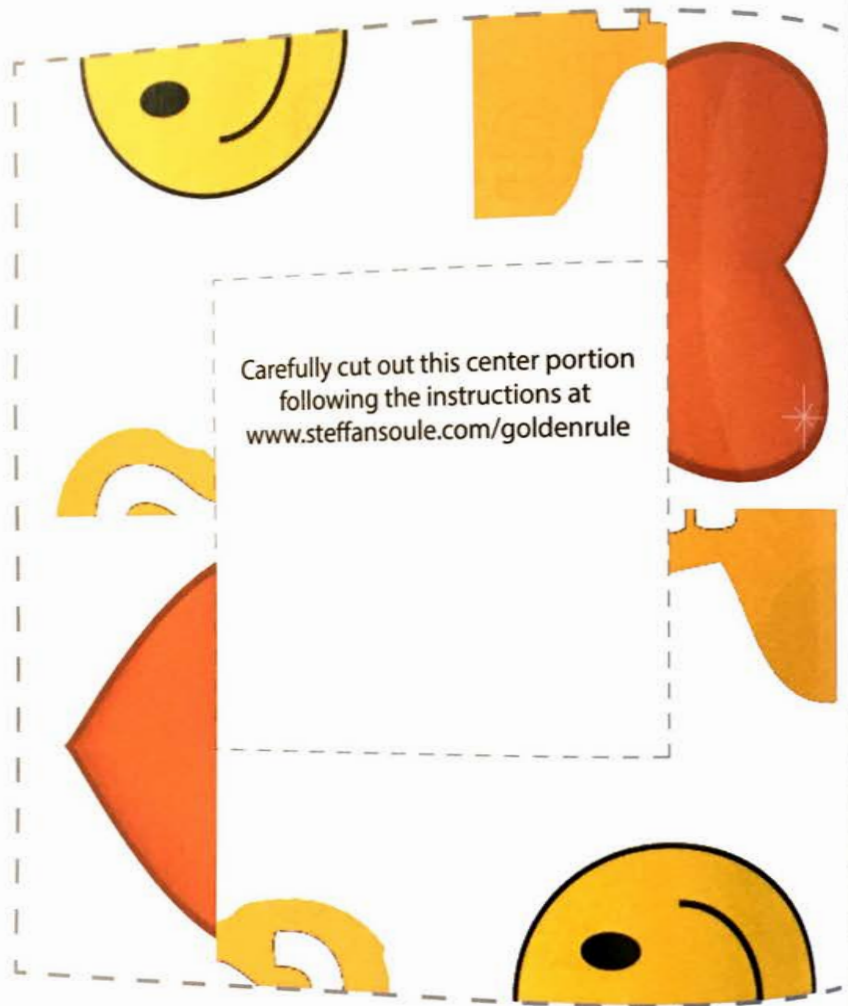 Carefully cut out this center portion
following the instructions at
www.steffansoule.com/goldenrule